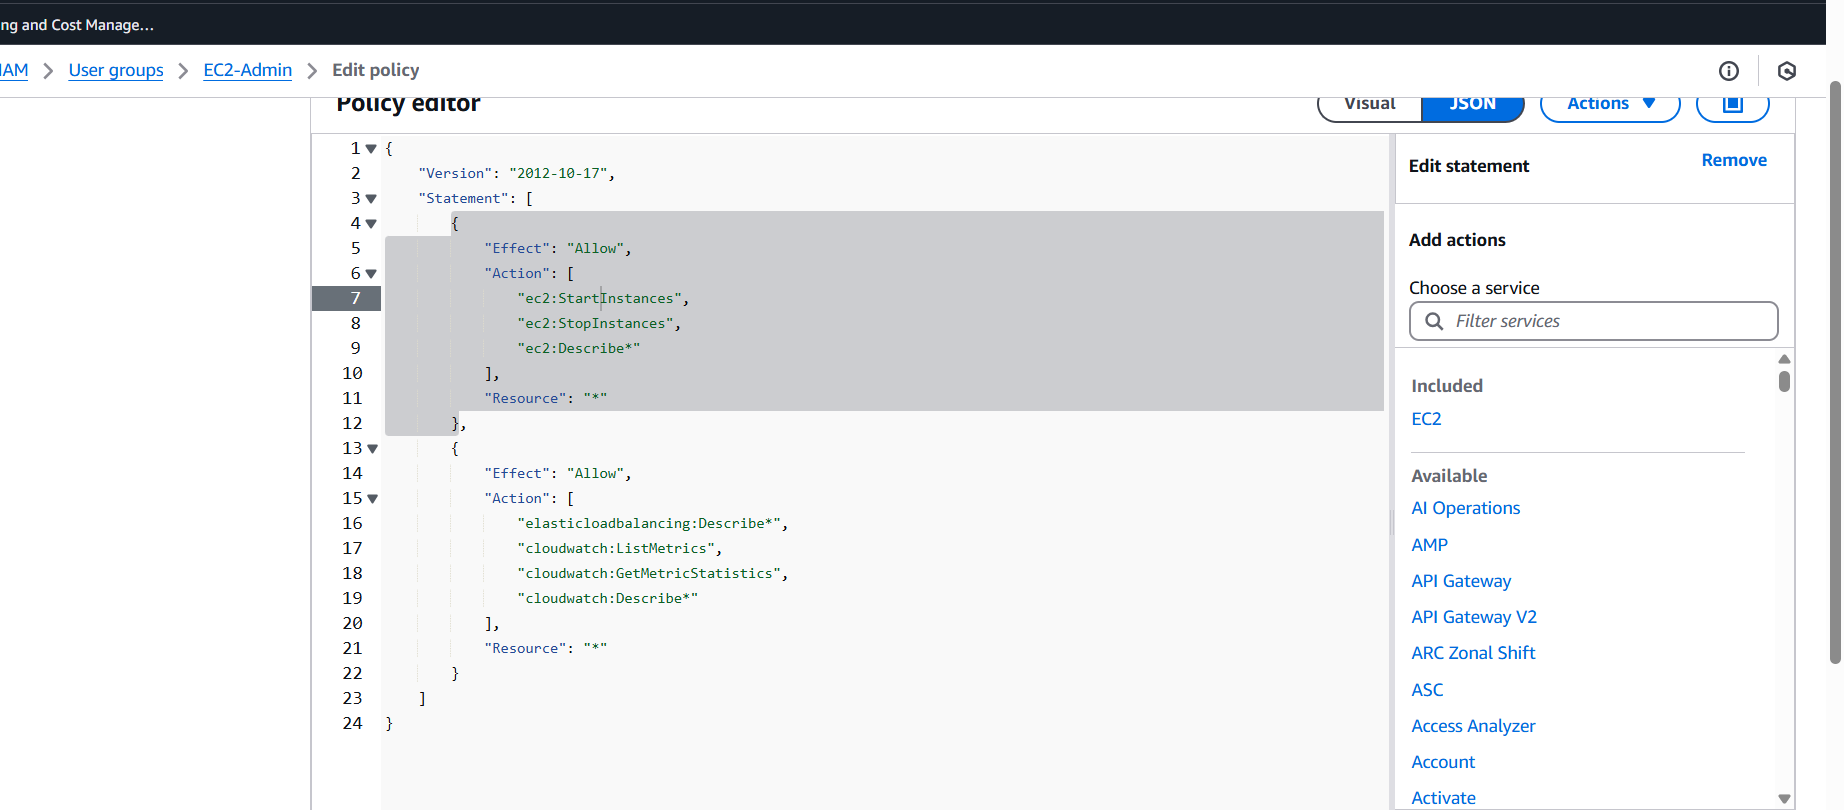 ng and Cost Manage...
IAM > User groups > EC2-Admin > Edit policy
Policy editor
Visual
JSON
Actions
1 {
2 "Version": "2012-10-17",
3 "Statement": [
4 {
5 "Effect": "Allow",
6 "Action": [
7 "ec2:StartInstances",
8 "ec2:StopInstances",
9 "ec2:Describe*"
10 ],
11 "Resource": "*"
12 },
13 {
14 "Effect": "Allow",
15 "Action": [
16 "elasticloadbalancing:Describe*",
17 "cloudwatch:ListMetrics",
18 "cloudwatch:GetMetricStatistics",
19 "cloudwatch:Describe*"
20 ],
21 "Resource": "*"
22 }
23 ]
24 }
Edit statement
Remove
Add actions
Choose a service
Filter services
Included
EC2
Available
AI Operations
AMP
API Gateway
API Gateway V2
ARC Zonal Shift
ASC
Access Analyzer
Account
Activate